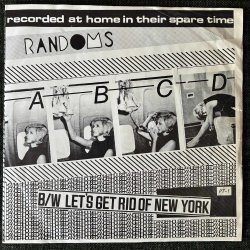 recorded at home in their spare time
RANDOMS
A B C D
B/W LET'S GET RID OF NEW YORK